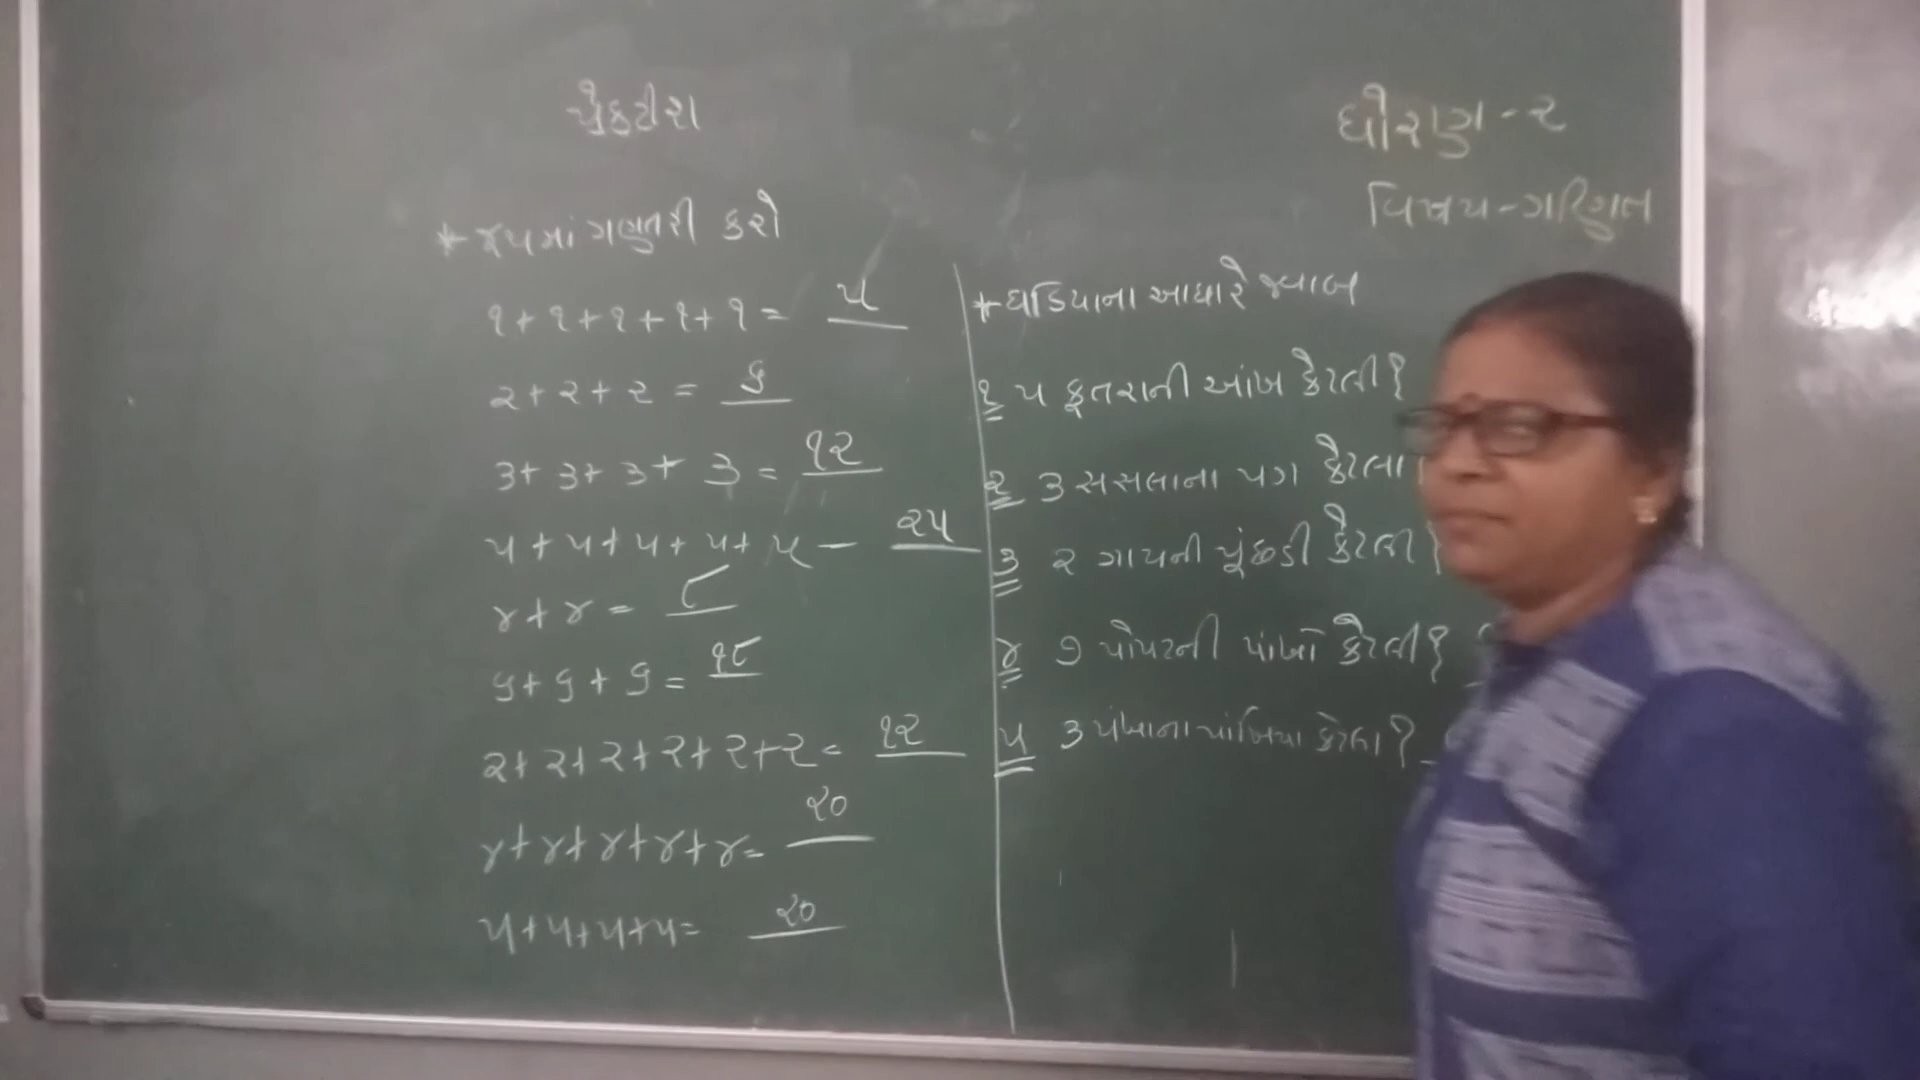 ધોરણ-૨
વિષય-ગણિત
* ઝડપમાં ગણતરી કરો
૧+૧+૧+૧+૧= ૫
૨+૨+૨ = ૬
૩+૩+૩+૩ = ૧૨
૫+૫+૫+૫+૫ – ૨૫
૪+૪ = ૮
૬+૬+૬ = ૧૮
૨+૨+૨+૨+૨+૨= ૧૨
૪+૪+૪+૪+૪= ૨૦
૫+૫+૫+૫= ૨૦
* ઘડિયાના આધારે જવાબ
૧ ૫ કૂતરાની આંખ કેટલી?
૨ ૩ સસલાના પગ કેટલા
૩ ૨ ગાયની પૂંછડી કેટલી?
૪ ૭ પોપટની પાંખો કેટલી?
૫ ૩ પંખાના પાંખિયા કેટલા?